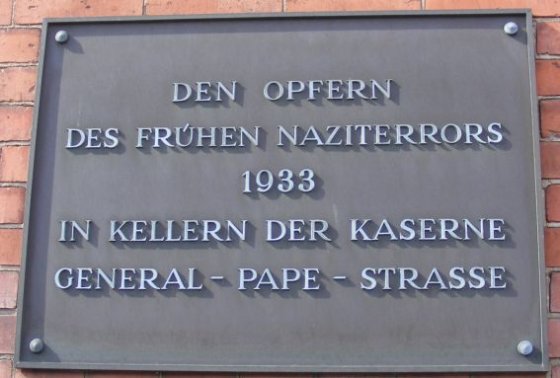 DEN OPFERN
DES FRÜHEN NAZITERRORS
1933
IN KELLERN DER KASERNE
GENERAL - PAPE - STRASSE